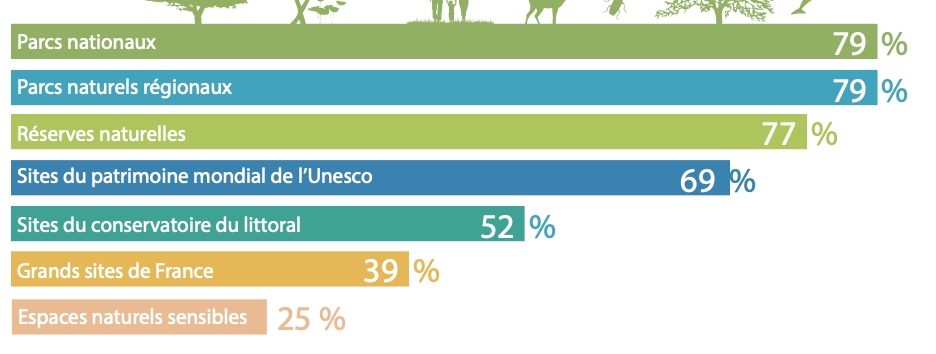 Parcs nationaux 79 %
Parcs naturels régionaux 79 %
Réserves naturelles 77 %
Sites du patrimoine mondial de l’Unesco 69 %
Sites du conservatoire du littoral 52 %
Grands sites de France 39 %
Espaces naturels sensibles 25 %